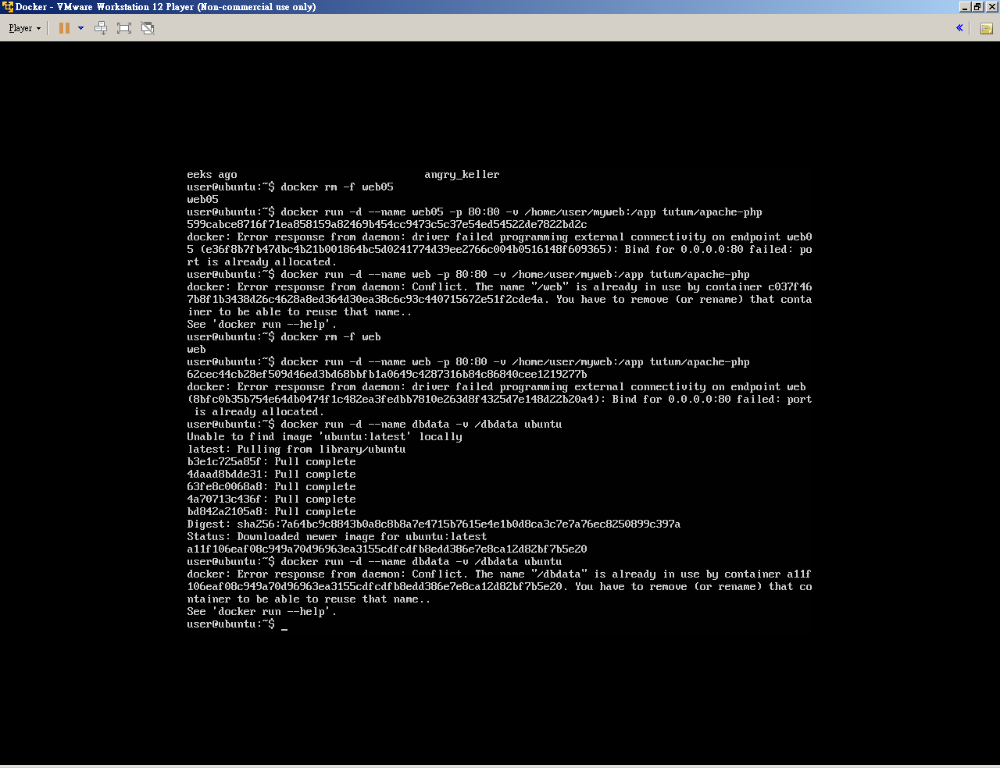 Docker - VMware Workstation 12 Player (Non-commercial use only)
Player
eeks ago                              angry_keller
user@ubuntu:~$ docker rm -f web05
web05
user@ubuntu:~$ docker run -d --name web05 -p 80:80 -v /home/user/myweb:/app tutum/apache-php
599cabce8716f71ea858159a82469b454cc9473c5c37e54ed54522de7822bd2c
docker: Error response from daemon: driver failed programming external connectivity on endpoint web0
5 (e36f8b7fb47dbc4b21b001864bc5d0241774d39ee2766c004b0516148f609365): Bind for 0.0.0.0:80 failed: po
rt is already allocated.
user@ubuntu:~$ docker run -d --name web -p 80:80 -v /home/user/myweb:/app tutum/apache-php
docker: Error response from daemon: Conflict. The name "/web" is already in use by container c037f46
7b8f1b3438d26c4628a8ed364d30ea38c6c93c440715672e51f2cde4a. You have to remove (or rename) that conta
iner to be able to reuse that name..
See 'docker run --help'.
user@ubuntu:~$ docker rm -f web
web
user@ubuntu:~$ docker run -d --name web -p 80:80 -v /home/user/myweb:/app tutum/apache-php
62cec44cb28ef509d46ed3bd68bbfb1a0649c4287316b84c86840cee1219277b
docker: Error response from daemon: driver failed programming external connectivity on endpoint web
(8bfc0b35b754e64db0474f1c482ea3fedbb7810e263d8f4325d7e148d22b20a4): Bind for 0.0.0.0:80 failed: port
 is already allocated.
user@ubuntu:~$ docker run -d --name dbdata -v /dbdata ubuntu
Unable to find image 'ubuntu:latest' locally
latest: Pulling from library/ubuntu
b3e1c725a85f: Pull complete
4daad8bdde31: Pull complete
63fe8c0068a8: Pull complete
4a70713c436f: Pull complete
bd842a2105a8: Pull complete
Digest: sha256:7a64bc9c8843b0a8c8b8a7e4715b7615e4e1b0d8ca3c7e7a76ec8250899c397a
Status: Downloaded newer image for ubuntu:latest
a11f106eaf08c949a70d96963ea3155cdfcdfb8edd386e7e8ca12d82bf7b5e20
user@ubuntu:~$ docker run -d --name dbdata -v /dbdata ubuntu
docker: Error response from daemon: Conflict. The name "/dbdata" is already in use by container a11f
106eaf08c949a70d96963ea3155cdfcdfb8edd386e7e8ca12d82bf7b5e20. You have to remove (or rename) that co
ntainer to be able to reuse that name..
See 'docker run --help'.
user@ubuntu:~$ _